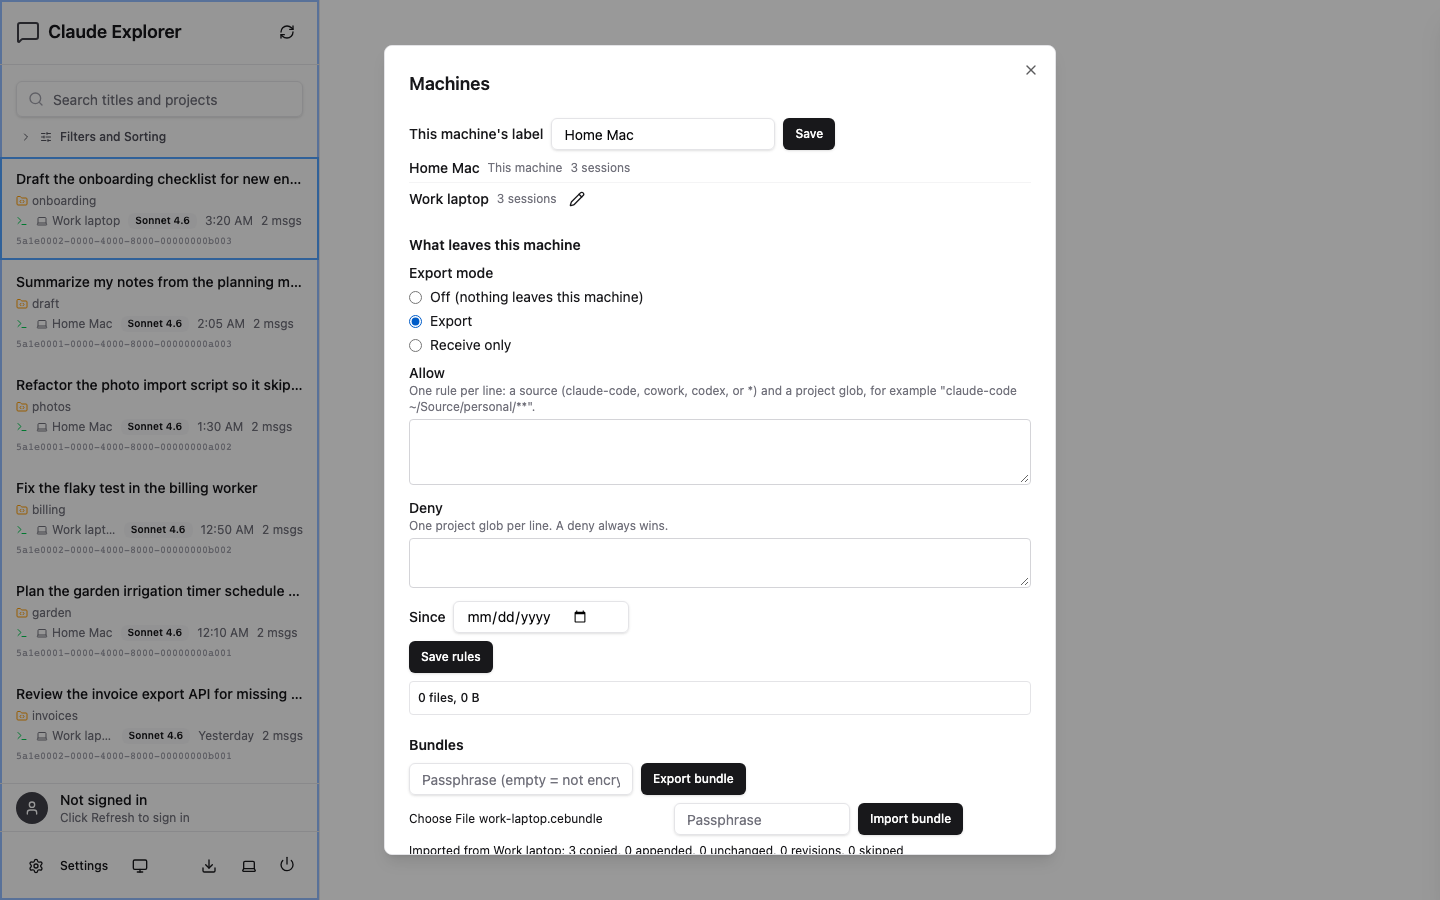 Claude Explorer
Search titles and projects
Filters and Sorting
Draft the onboarding checklist for new en...
onboarding
Work laptop Sonnet 4.6 3:20 AM 2 msgs
5a1e0002-0000-4000-8000-00000000b003
Summarize my notes from the planning m...
draft
Home Mac Sonnet 4.6 2:05 AM 2 msgs
5a1e0001-0000-4000-8000-00000000a003
Refactor the photo import script so it skip...
photos
Home Mac Sonnet 4.6 1:30 AM 2 msgs
5a1e0001-0000-4000-8000-00000000a002
Fix the flaky test in the billing worker
billing
Work lapt... Sonnet 4.6 12:50 AM 2 msgs
5a1e0002-0000-4000-8000-00000000b002
Plan the garden irrigation timer schedule ...
garden
Home Mac Sonnet 4.6 12:10 AM 2 msgs
5a1e0001-0000-4000-8000-00000000a001
Review the invoice export API for missing ...
invoices
Work lap... Sonnet 4.6 Yesterday 2 msgs
5a1e0002-0000-4000-8000-00000000b001
Not signed in
Click Refresh to sign in
Settings
Machines
This machine's label Home Mac Save
Home Mac This machine 3 sessions
Work laptop 3 sessions
What leaves this machine
Export mode
Off (nothing leaves this machine)
Export
Receive only
Allow
One rule per line: a source (claude-code, cowork, codex, or *) and a project glob, for example "claude-code
~/Source/personal/**".
Deny
One project glob per line. A deny always wins.
Since mm/dd/yyyy
Save rules
0 files, 0 B
Bundles
Passphrase (empty = not encry Export bundle
Choose File work-laptop.cebundle Passphrase Import bundle
Imported from Work laptop: 3 copied, 0 appended, 0 unchanged, 0 revisions, 0 skipped